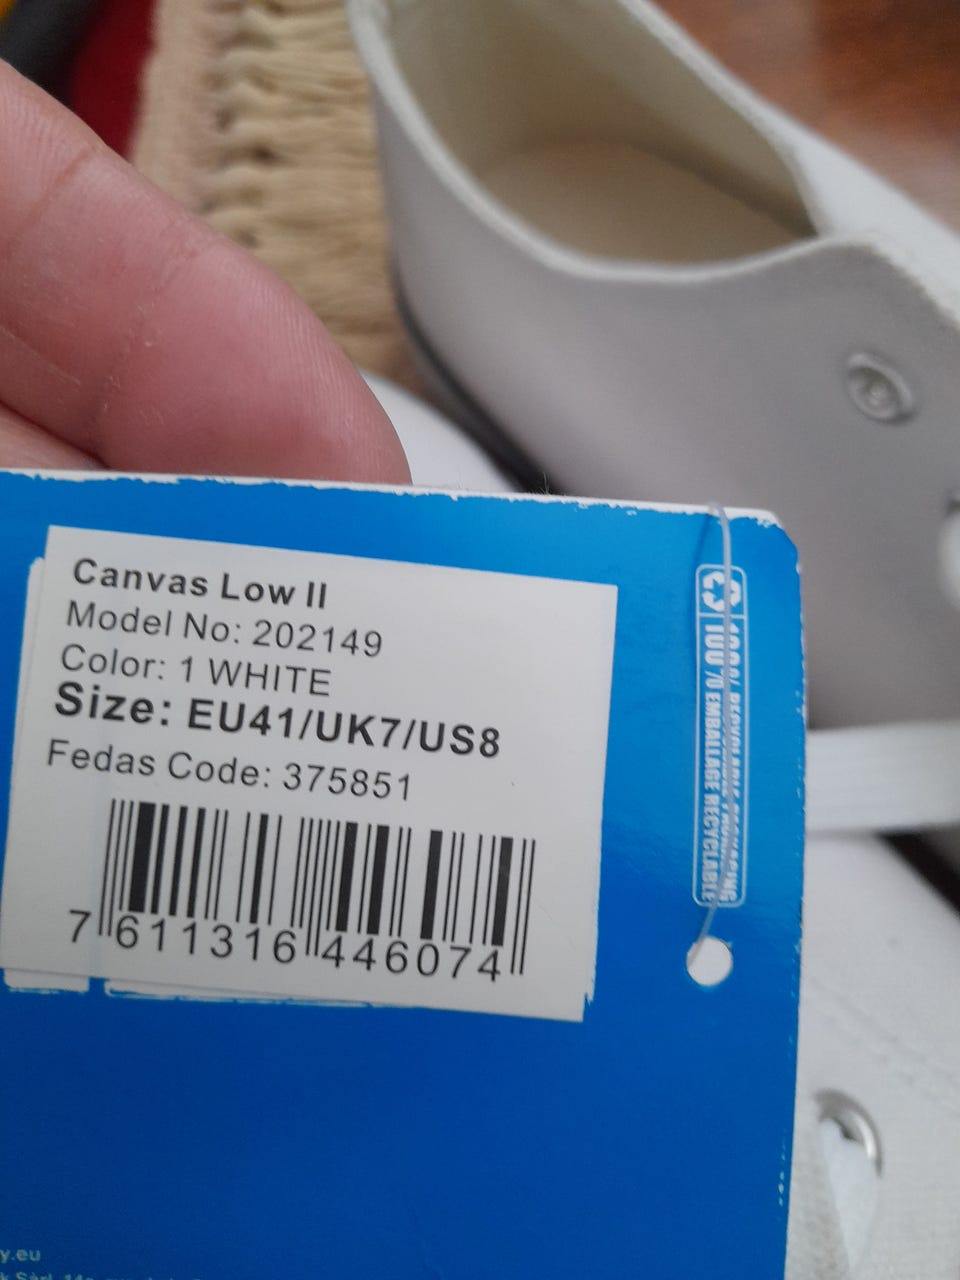 Canvas Low II
Model No: 202149
Color: 1 WHITE
Size: EU41/UK7/US8
Fedas Code: 375851
7 611316 446074
100 % EMBALLAGE RECYCLABLE
y.eu